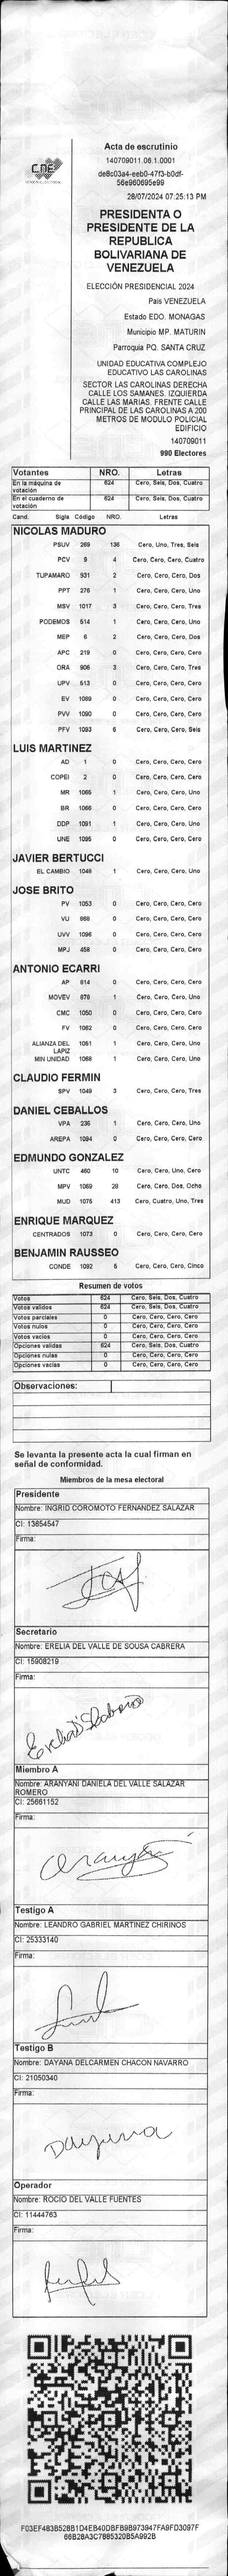 CNE
Acta de escrutinio
140709011.06.1.0001
de8c03a4-eeb0-47f3-b0df-
56e960695e99
28/07/2024 07:25:13 PM
PRESIDENTA O
PRESIDENTE DE LA
REPUBLICA
BOLIVARIANA DE
VENEZUELA
ELECCIÓN PRESIDENCIAL 2024
Pais VENEZUELA
Estado EDO. MONAGAS
Municipio MP. MATURIN
Parroquia PQ. SANTA CRUZ
UNIDAD EDUCATIVA COMPLEJO
EDUCATIVO LAS CAROLINAS
SECTOR LAS CAROLINAS DERECHA
CALLE LOS SAMANES. IZQUIERDA
CALLE LAS MARIAS. FRENTE CALLE
PRINCIPAL DE LAS CAROLINAS A 200
METROS DE MODULO POLICIAL
EDIFICIO
140709011
990 Electores
Votantes NRO. Letras
En la máquina de votación 624 Cero, Seis, Dos, Cuatro
En el cuaderno de votación 624 Cero, Seis, Dos, Cuatro
Cand. Sigla Código NRO. Letras
NICOLAS MADURO
PSUV 269 136 Cero, Uno, Tres, Seis
PCV 9 4 Cero, Cero, Cero, Cuatro
TUPAMARO 931 2 Cero, Cero, Cero, Dos
PPT 276 1 Cero, Cero, Cero, Uno
MSV 1017 3 Cero, Cero, Cero, Tres
PODEMOS 514 1 Cero, Cero, Cero, Uno
MEP 6 2 Cero, Cero, Cero, Dos
APC 219 0 Cero, Cero, Cero, Cero
ORA 906 3 Cero, Cero, Cero, Tres
UPV 513 0 Cero, Cero, Cero, Cero
EV 1089 0 Cero, Cero, Cero, Cero
PVV 1090 0 Cero, Cero, Cero, Cero
PFV 1093 6 Cero, Cero, Cero, Seis
LUIS MARTINEZ
AD 1 0 Cero, Cero, Cero, Cero
COPEI 2 0 Cero, Cero, Cero, Cero
MR 1065 1 Cero, Cero, Cero, Uno
BR 1066 0 Cero, Cero, Cero, Cero
DDP 1091 1 Cero, Cero, Cero, Uno
UNE 1095 0 Cero, Cero, Cero, Cero
JAVIER BERTUCCI
EL CAMBIO 1048 1 Cero, Cero, Cero, Uno
JOSE BRITO
PV 1053 0 Cero, Cero, Cero, Cero
VU 868 0 Cero, Cero, Cero, Cero
UVV 1096 0 Cero, Cero, Cero, Cero
MPJ 458 0 Cero, Cero, Cero, Cero
ANTONIO ECARRI
AP 814 0 Cero, Cero, Cero, Cero
MOVEV 678 1 Cero, Cero, Cero, Uno
CMC 1050 0 Cero, Cero, Cero, Cero
FV 1062 0 Cero, Cero, Cero, Cero
ALIANZA DEL LAPIZ 1051 1 Cero, Cero, Cero, Uno
MIN UNIDAD 1068 1 Cero, Cero, Cero, Uno
CLAUDIO FERMIN
SPV 1049 3 Cero, Cero, Cero, Tres
DANIEL CEBALLOS
VPA 236 1 Cero, Cero, Cero, Uno
AREPA 1094 0 Cero, Cero, Cero, Cero
EDMUNDO GONZALEZ
UNTC 460 10 Cero, Cero, Uno, Cero
MPV 1069 28 Cero, Cero, Dos, Ocho
MUD 1075 413 Cero, Cuatro, Uno, Tres
ENRIQUE MARQUEZ
CENTRADOS 1073 0 Cero, Cero, Cero, Cero
BENJAMIN RAUSSEO
CONDE 1092 5 Cero, Cero, Cero, Cinco
Resumen de votos
Votos 624 Cero, Seis, Dos, Cuatro
Votos validos 624 Cero, Seis, Dos, Cuatro
Votos parciales 0 Cero, Cero, Cero, Cero
Votos nulos 0 Cero, Cero, Cero, Cero
Votos vacios 0 Cero, Cero, Cero, Cero
Opciones validas 624 Cero, Seis, Dos, Cuatro
Opciones nulas 0 Cero, Cero, Cero, Cero
Opciones vacias 0 Cero, Cero, Cero, Cero
Observaciones:
Se levanta la presente acta la cual firman en
señal de conformidad.
Miembros de la mesa electoral
Presidente
Nombre: INGRID COROMOTO FERNANDEZ SALAZAR
CI: 13654547
Firma:
Secretario
Nombre: ERELIA DEL VALLE DE SOUSA CABRERA
CI: 15908219
Firma:
Miembro A
Nombre: ARANYANI DANIELA DEL VALLE SALAZAR
ROMERO
CI: 25661152
Firma:
Testigo A
Nombre: LEANDRO GABRIEL MARTINEZ CHIRINOS
CI: 25333140
Firma:
Testigo B
Nombre: DAYANA DELCARMEN CHACON NAVARRO
CI: 21050340
Firma:
Dayana
Operador
Nombre: ROCIO DEL VALLE FUENTES
CI: 11444763
Firma:
F03EF483B528B1D4EB40DBFB9B973947FA9FD3097F
66B28A3C7885320B5A992B